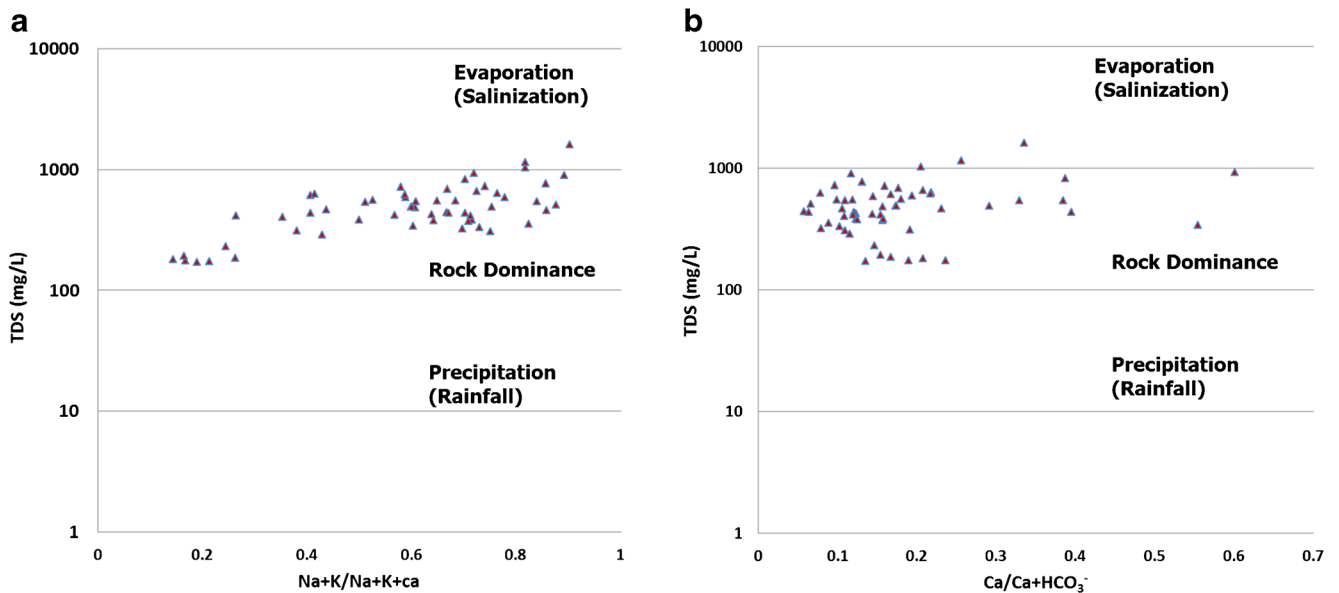 a
10000
1000
100
10
1
TDS (mg/L)
Evaporation
(Salinization)
Rock Dominance
Precipitation
(Rainfall)
0 0.2 0.4 0.6 0.8 1
Na+K/Na+K+ca
b
10000
1000
100
10
1
TDS (mg/L)
Evaporation
(Salinization)
Rock Dominance
Precipitation
(Rainfall)
0 0.1 0.2 0.3 0.4 0.5 0.6 0.7
Ca/Ca+HCO₃⁻